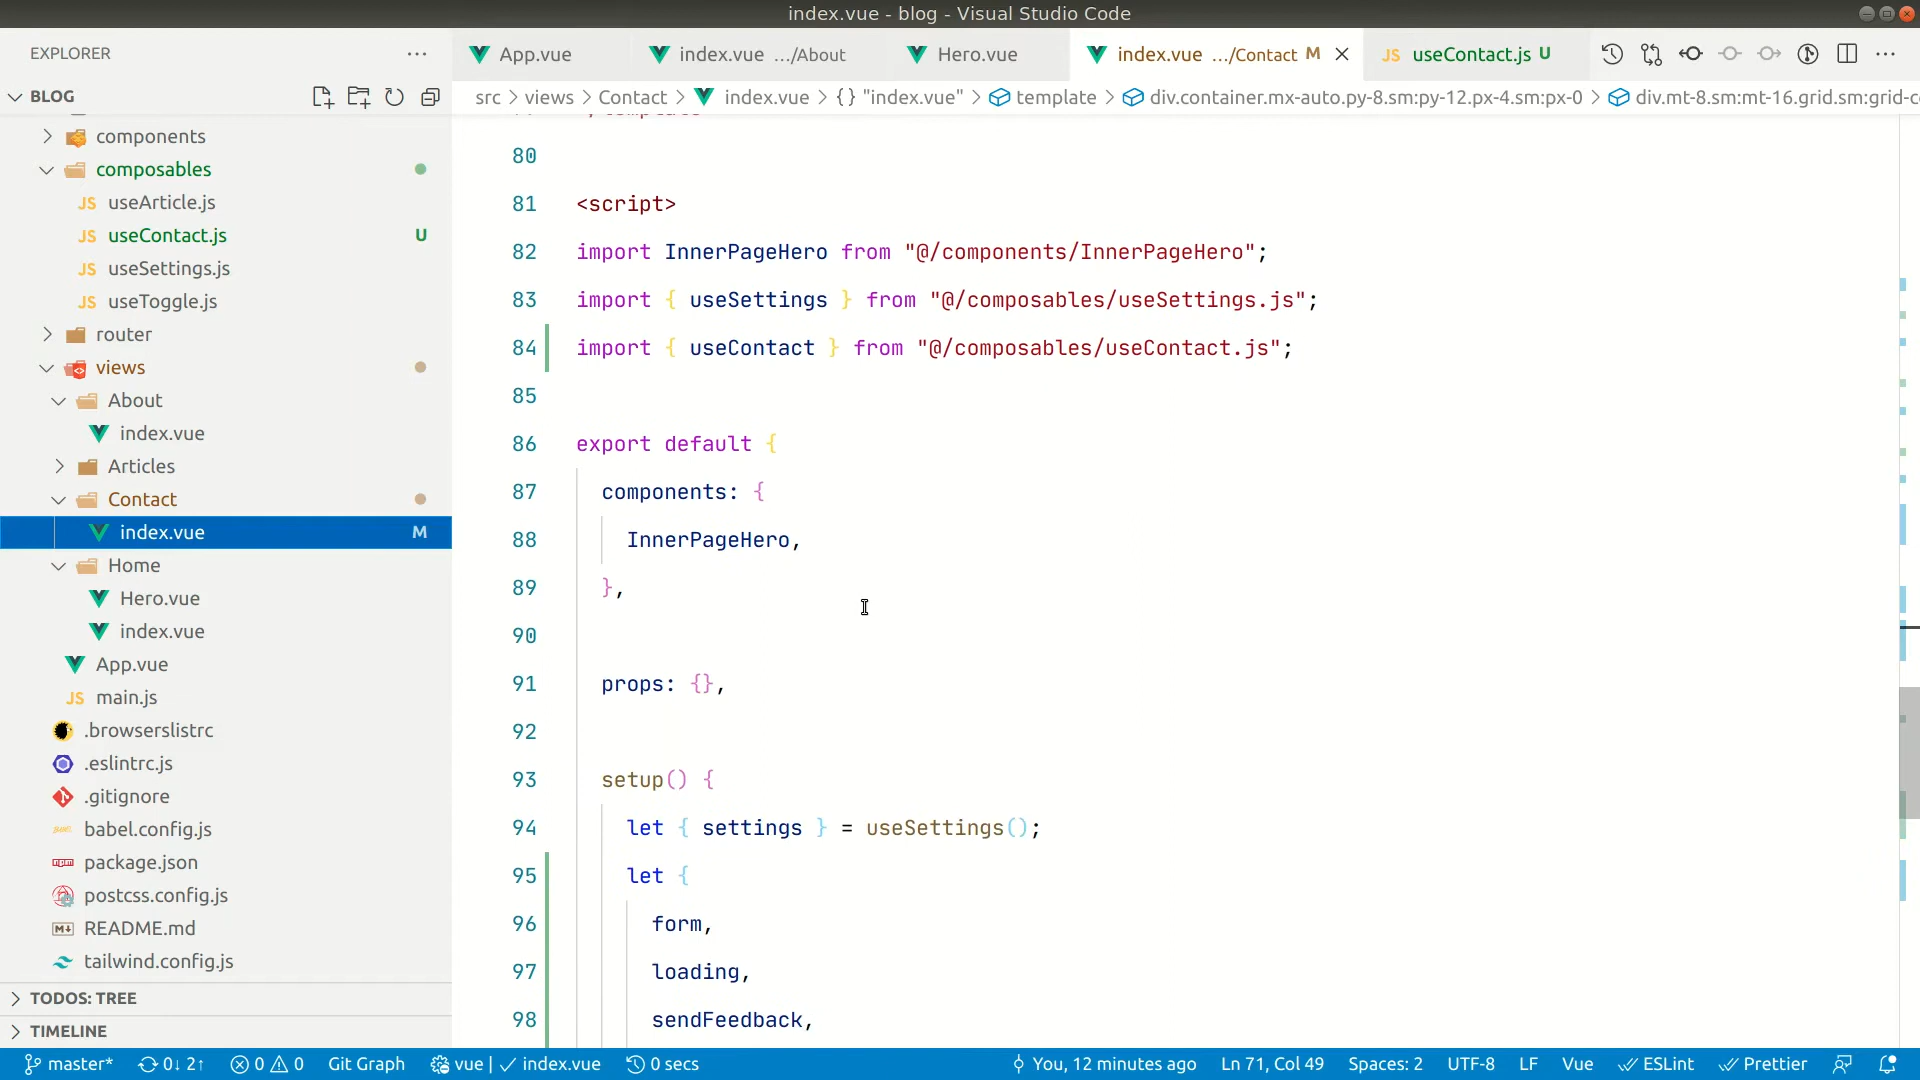 index.vue - blog - Visual Studio Code
EXPLORER
App.vue
index.vue .../About
Hero.vue
index.vue .../Contact M
JS useContact.js U
BLOG
src > views > Contact > index.vue > {} "index.vue" > template > div.container.mx-auto.py-8.sm:py-12.px-4.sm:px-0 > div.mt-8.sm:mt-16.grid.sm:grid-c
components
composables
JS useArticle.js
JS useContact.js U
JS useSettings.js
JS useToggle.js
router
views
About
index.vue
Articles
Contact
index.vue M
Home
Hero.vue
index.vue
App.vue
JS main.js
.browserslistrc
.eslintrc.js
.gitignore
babel.config.js
package.json
postcss.config.js
README.md
tailwind.config.js
TODOS: TREE
TIMELINE
80
81 <script>
82 import InnerPageHero from "@/components/InnerPageHero";
83 import { useSettings } from "@/composables/useSettings.js";
84 import { useContact } from "@/composables/useContact.js";
85
86 export default {
87 components: {
88 InnerPageHero,
89 },
90
91 props: {},
92
93 setup() {
94 let { settings } = useSettings();
95 let {
96 form,
97 loading,
98 sendFeedback,
master* 0↓ 2↑ 0 0 Git Graph vue | ✓ index.vue 0 secs You, 12 minutes ago Ln 71, Col 49 Spaces: 2 UTF-8 LF Vue ESLint Prettier